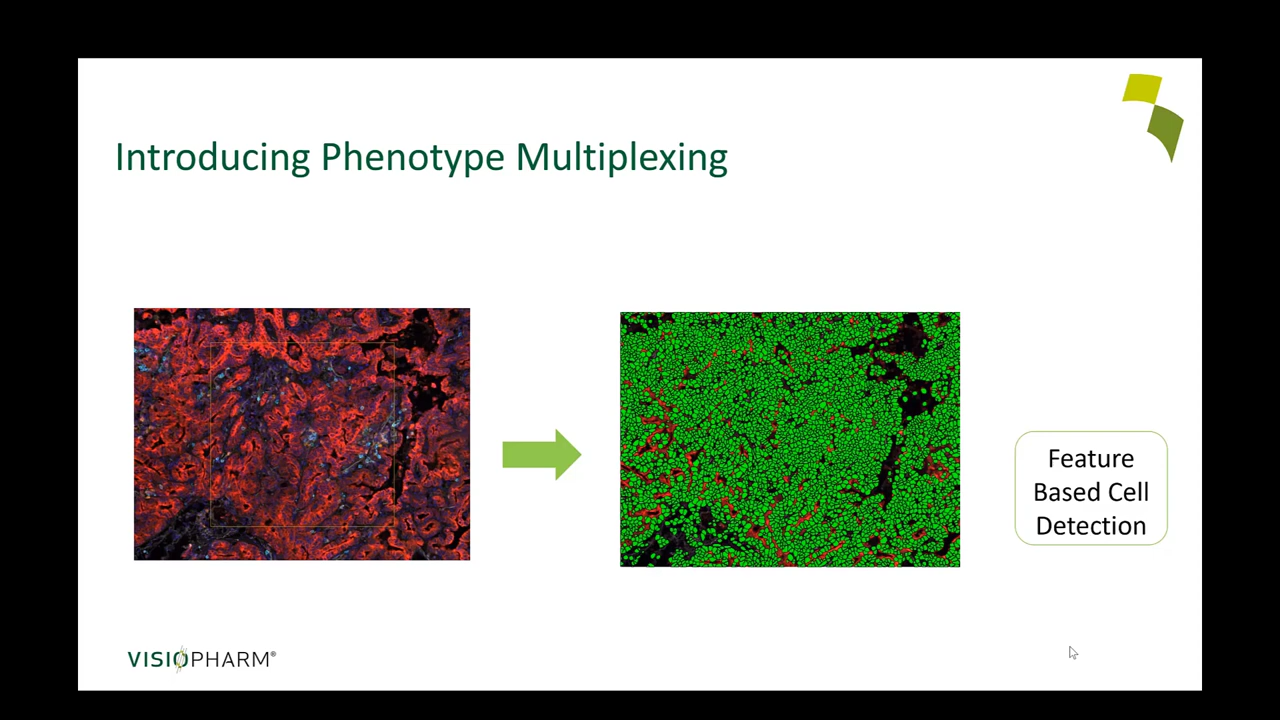 Introducing Phenotype Multiplexing
Feature
Based Cell
Detection
VISIOPHARM®